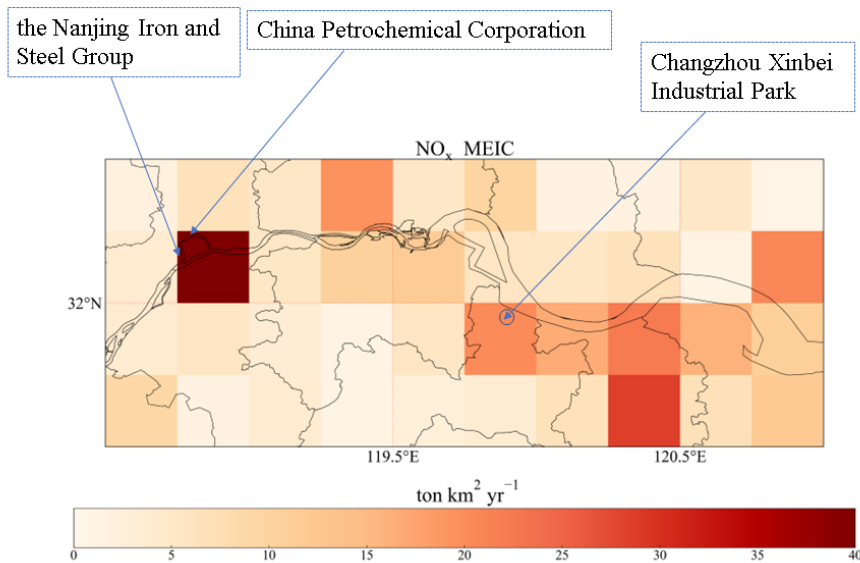 the Nanjing Iron and
Steel Group
China Petrochemical Corporation
Changzhou Xinbei
Industrial Park
NOx MEIC
32°N
119.5°E
120.5°E
ton km² yr⁻¹
0 5 10 15 20 25 30 35 40